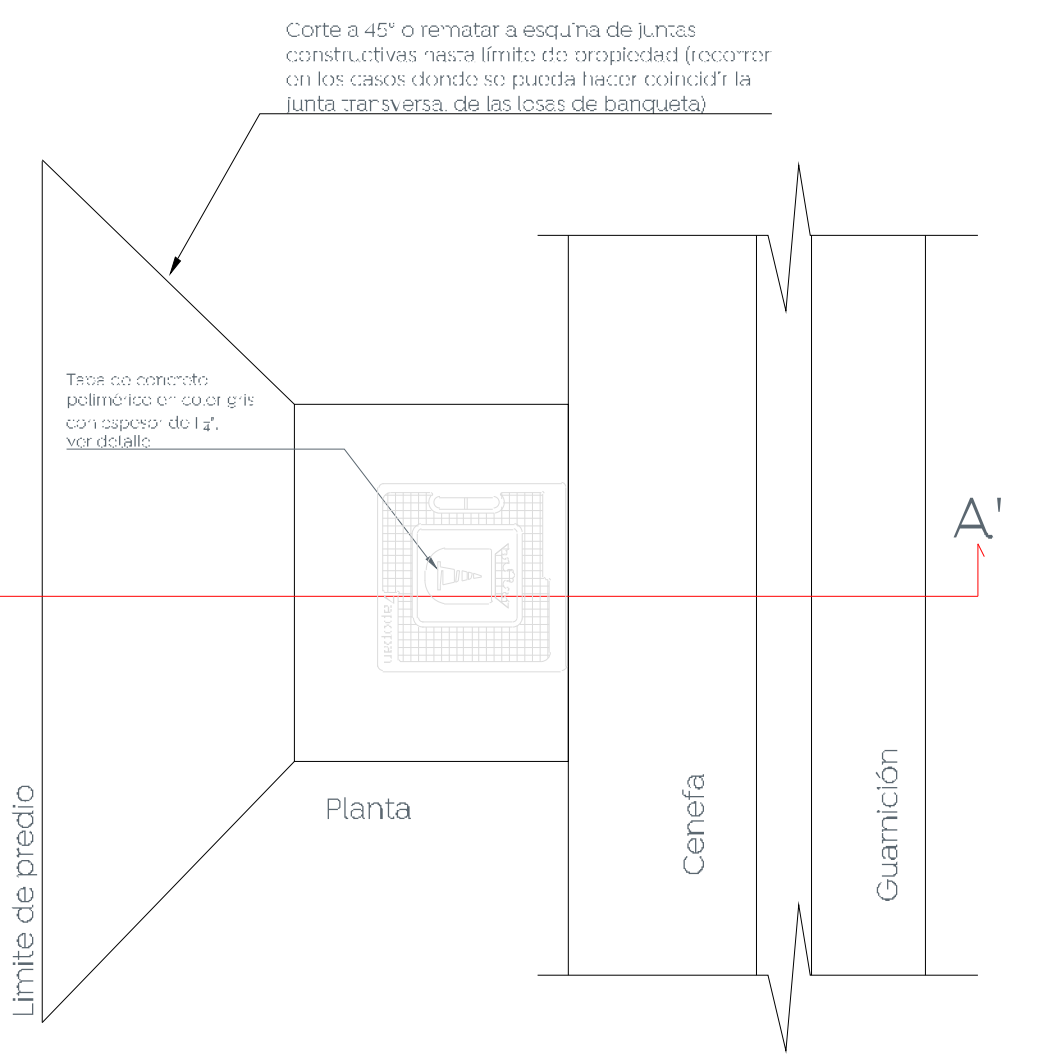 Corte a 45° o rematar a esquina de juntas
constructivas hasta límite de propiedad (recorrer
en los casos donde se pueda hacer coincidir la
junta transversal de las losas de banqueta)
Tapa de concreto
polimérico en color gris
con espesor de
ver detalle
A'
Zapopan
Planta
Cenefa
Guarnición
Limite de predio